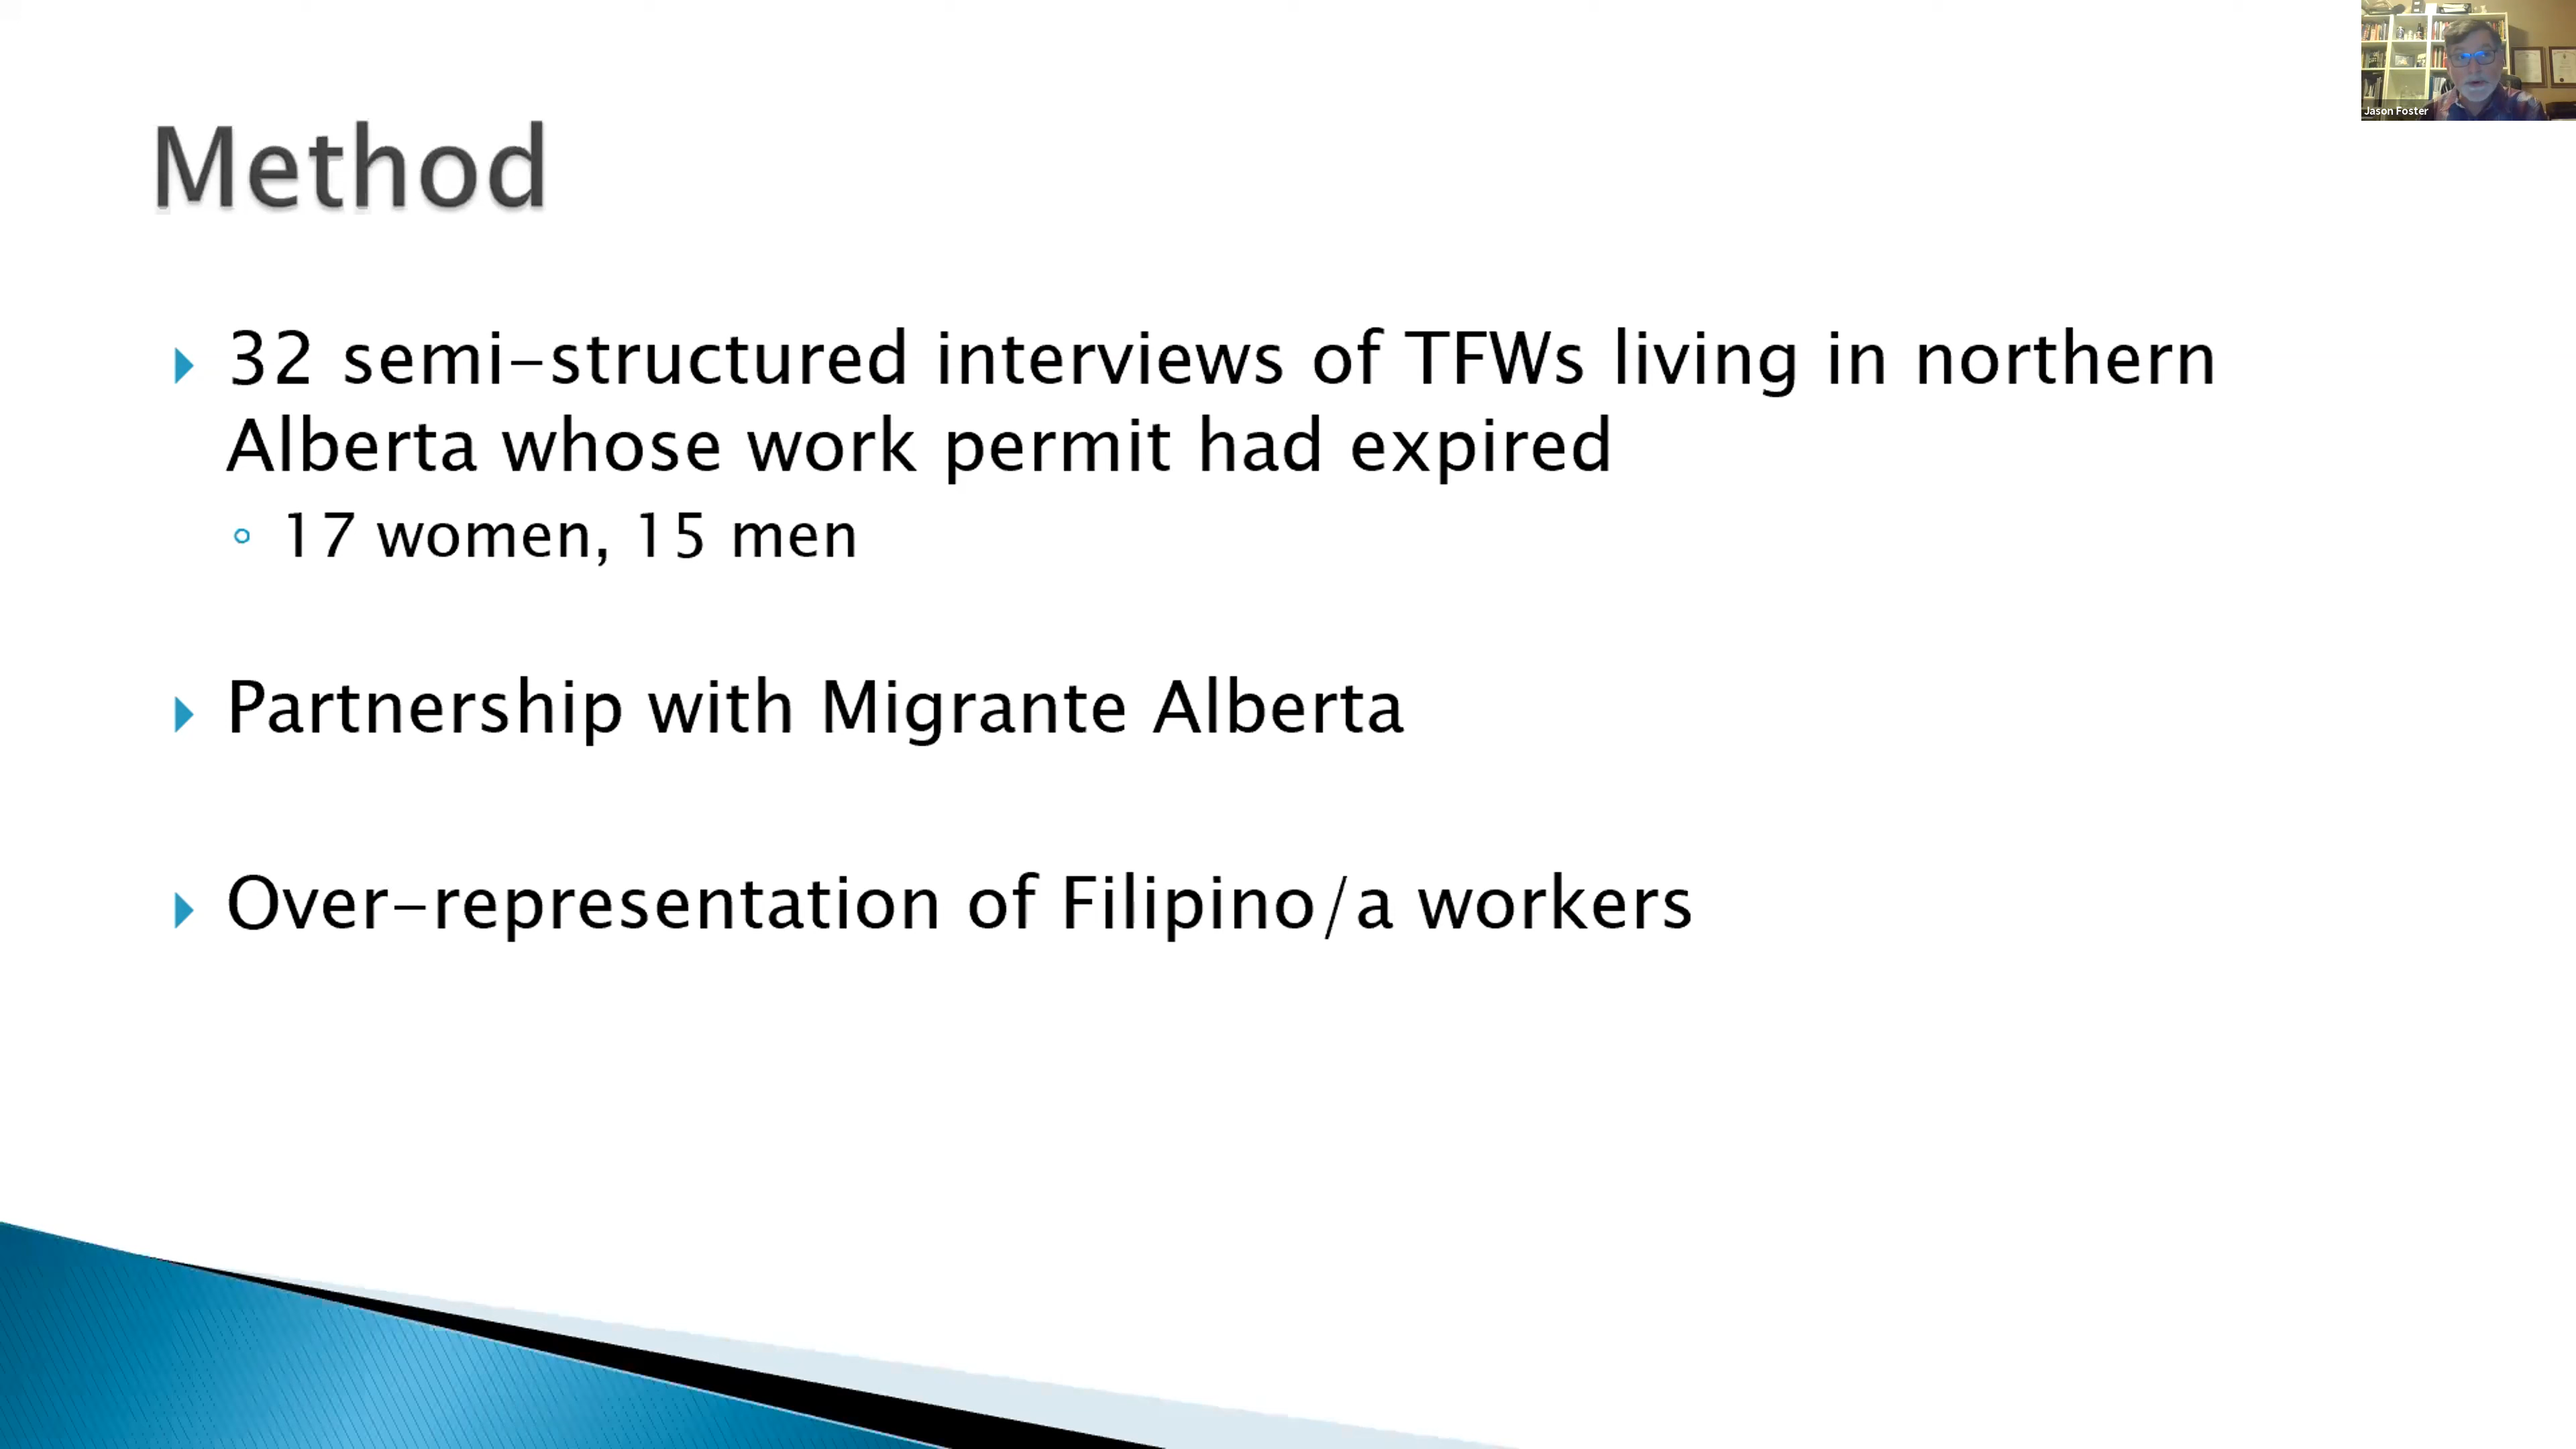 Jason Foster
Method
32 semi-structured interviews of TFWs living in northern
Alberta whose work permit had expired
17 women, 15 men
Partnership with Migrante Alberta
Over-representation of Filipino/a workers